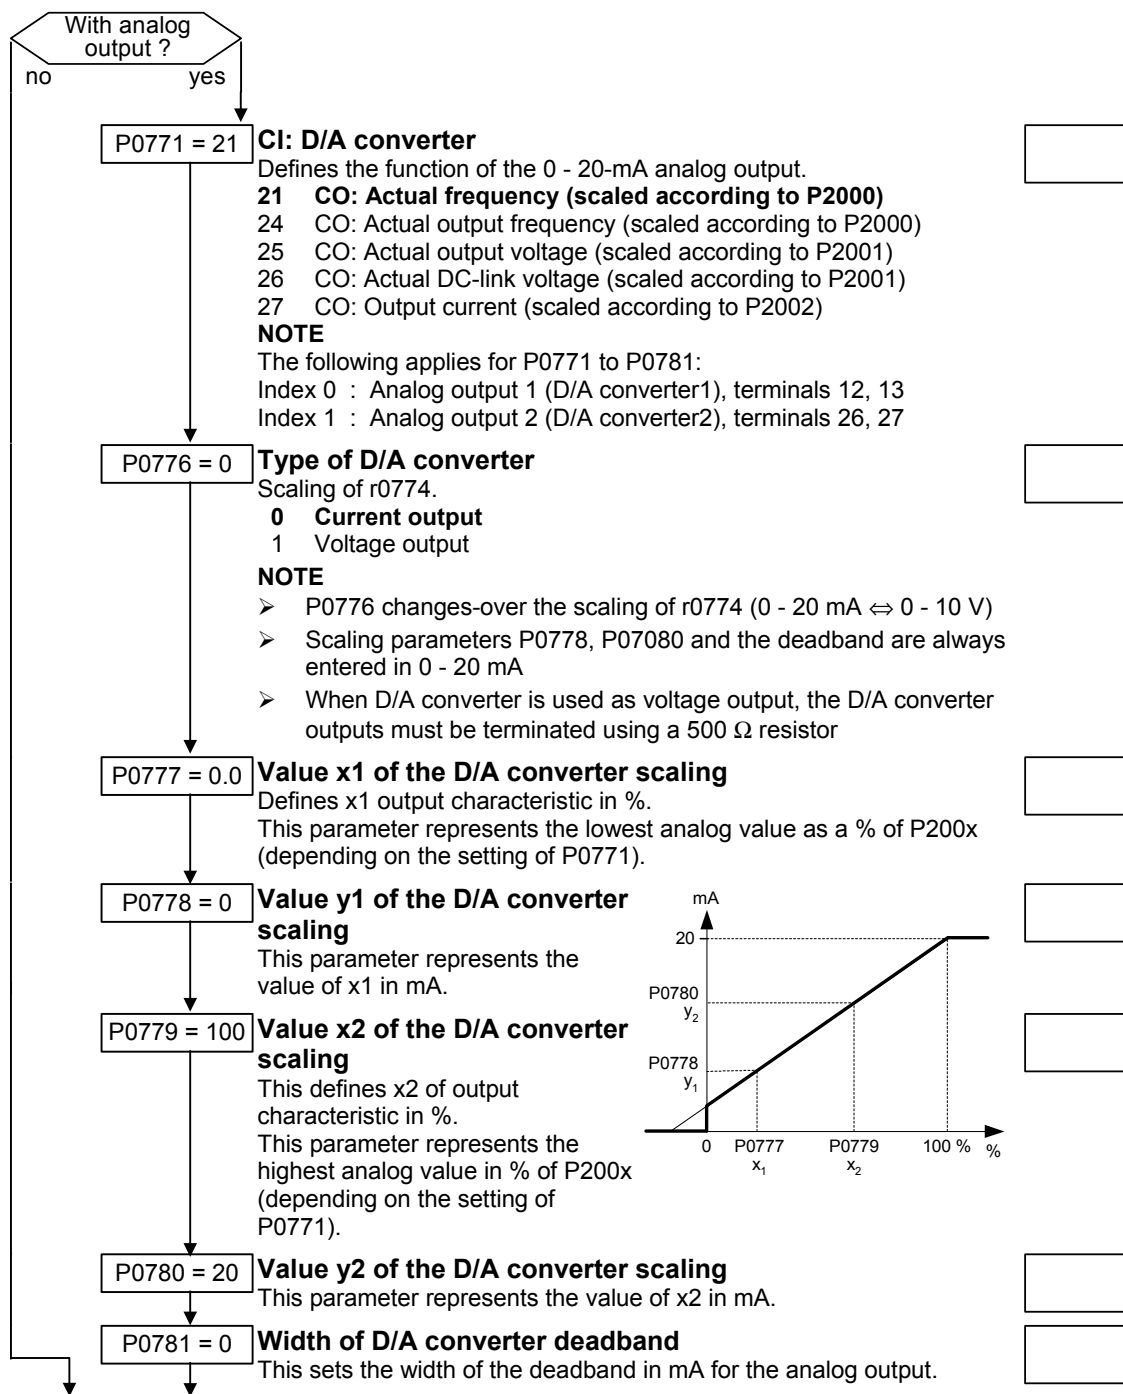 With analog
output ?
no yes
P0771 = 21
CI: D/A converter
Defines the function of the 0 - 20-mA analog output.
21 CO: Actual frequency (scaled according to P2000)
24 CO: Actual output frequency (scaled according to P2000)
25 CO: Actual output voltage (scaled according to P2001)
26 CO: Actual DC-link voltage (scaled according to P2001)
27 CO: Output current (scaled according to P2002)
NOTE
The following applies for P0771 to P0781:
Index 0 : Analog output 1 (D/A converter1), terminals 12, 13
Index 1 : Analog output 2 (D/A converter2), terminals 26, 27
P0776 = 0
Type of D/A converter
Scaling of r0774.
0 Current output
1 Voltage output
NOTE
➢ P0776 changes-over the scaling of r0774 (0 - 20 mA ⇔ 0 - 10 V)
➢ Scaling parameters P0778, P07080 and the deadband are always
entered in 0 - 20 mA
➢ When D/A converter is used as voltage output, the D/A converter
outputs must be terminated using a 500 Ω resistor
P0777 = 0.0
Value x1 of the D/A converter scaling
Defines x1 output characteristic in %.
This parameter represents the lowest analog value as a % of P200x
(depending on the setting of P0771).
P0778 = 0
Value y1 of the D/A converter
scaling
This parameter represents the
value of x1 in mA.
P0779 = 100
Value x2 of the D/A converter
scaling
This defines x2 of output
characteristic in %.
This parameter represents the
highest analog value in % of P200x
(depending on the setting of
P0771).
mA
20
P0780
y2
P0778
y1
0 P0777 P0779 100 % %
x1 x2
P0780 = 20
Value y2 of the D/A converter scaling
This parameter represents the value of x2 in mA.
P0781 = 0
Width of D/A converter deadband
This sets the width of the deadband in mA for the analog output.